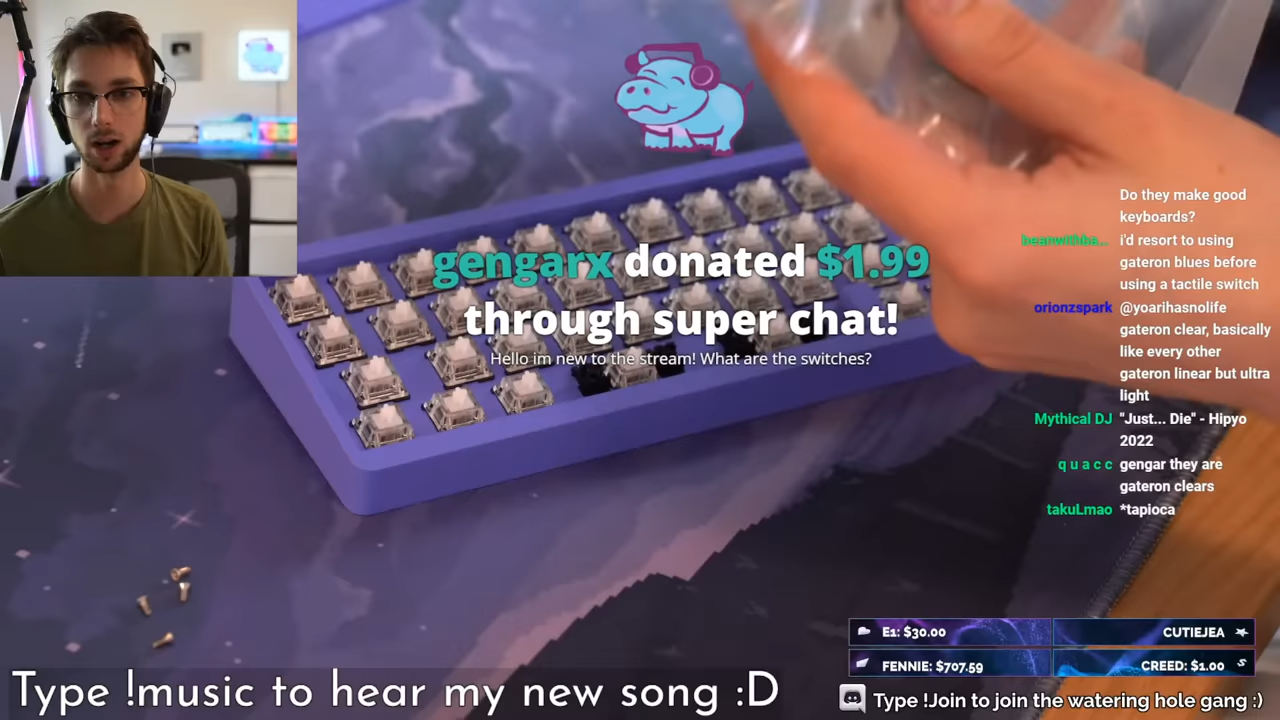 gengarx donated $1.99
through super chat!
Hello im new to the stream! What are the switches?
Do they make good
keyboards?
i'd resort to using
gateron blues before
using a tactile switch
orionzspark @yoarihasnolife
gateron clear, basically
like every other
gateron linear but ultra
light
Mythical DJ "Just... Die" - Hipyo
2022
q u a c c gengar they are
gateron clears
takuLmao *tapioca
E1: $30.00
CUTIEJEA
FENNIE: $707.59
CREED: $1.00
Type !music to hear my new song :D
Type !Join to join the watering hole gang :)